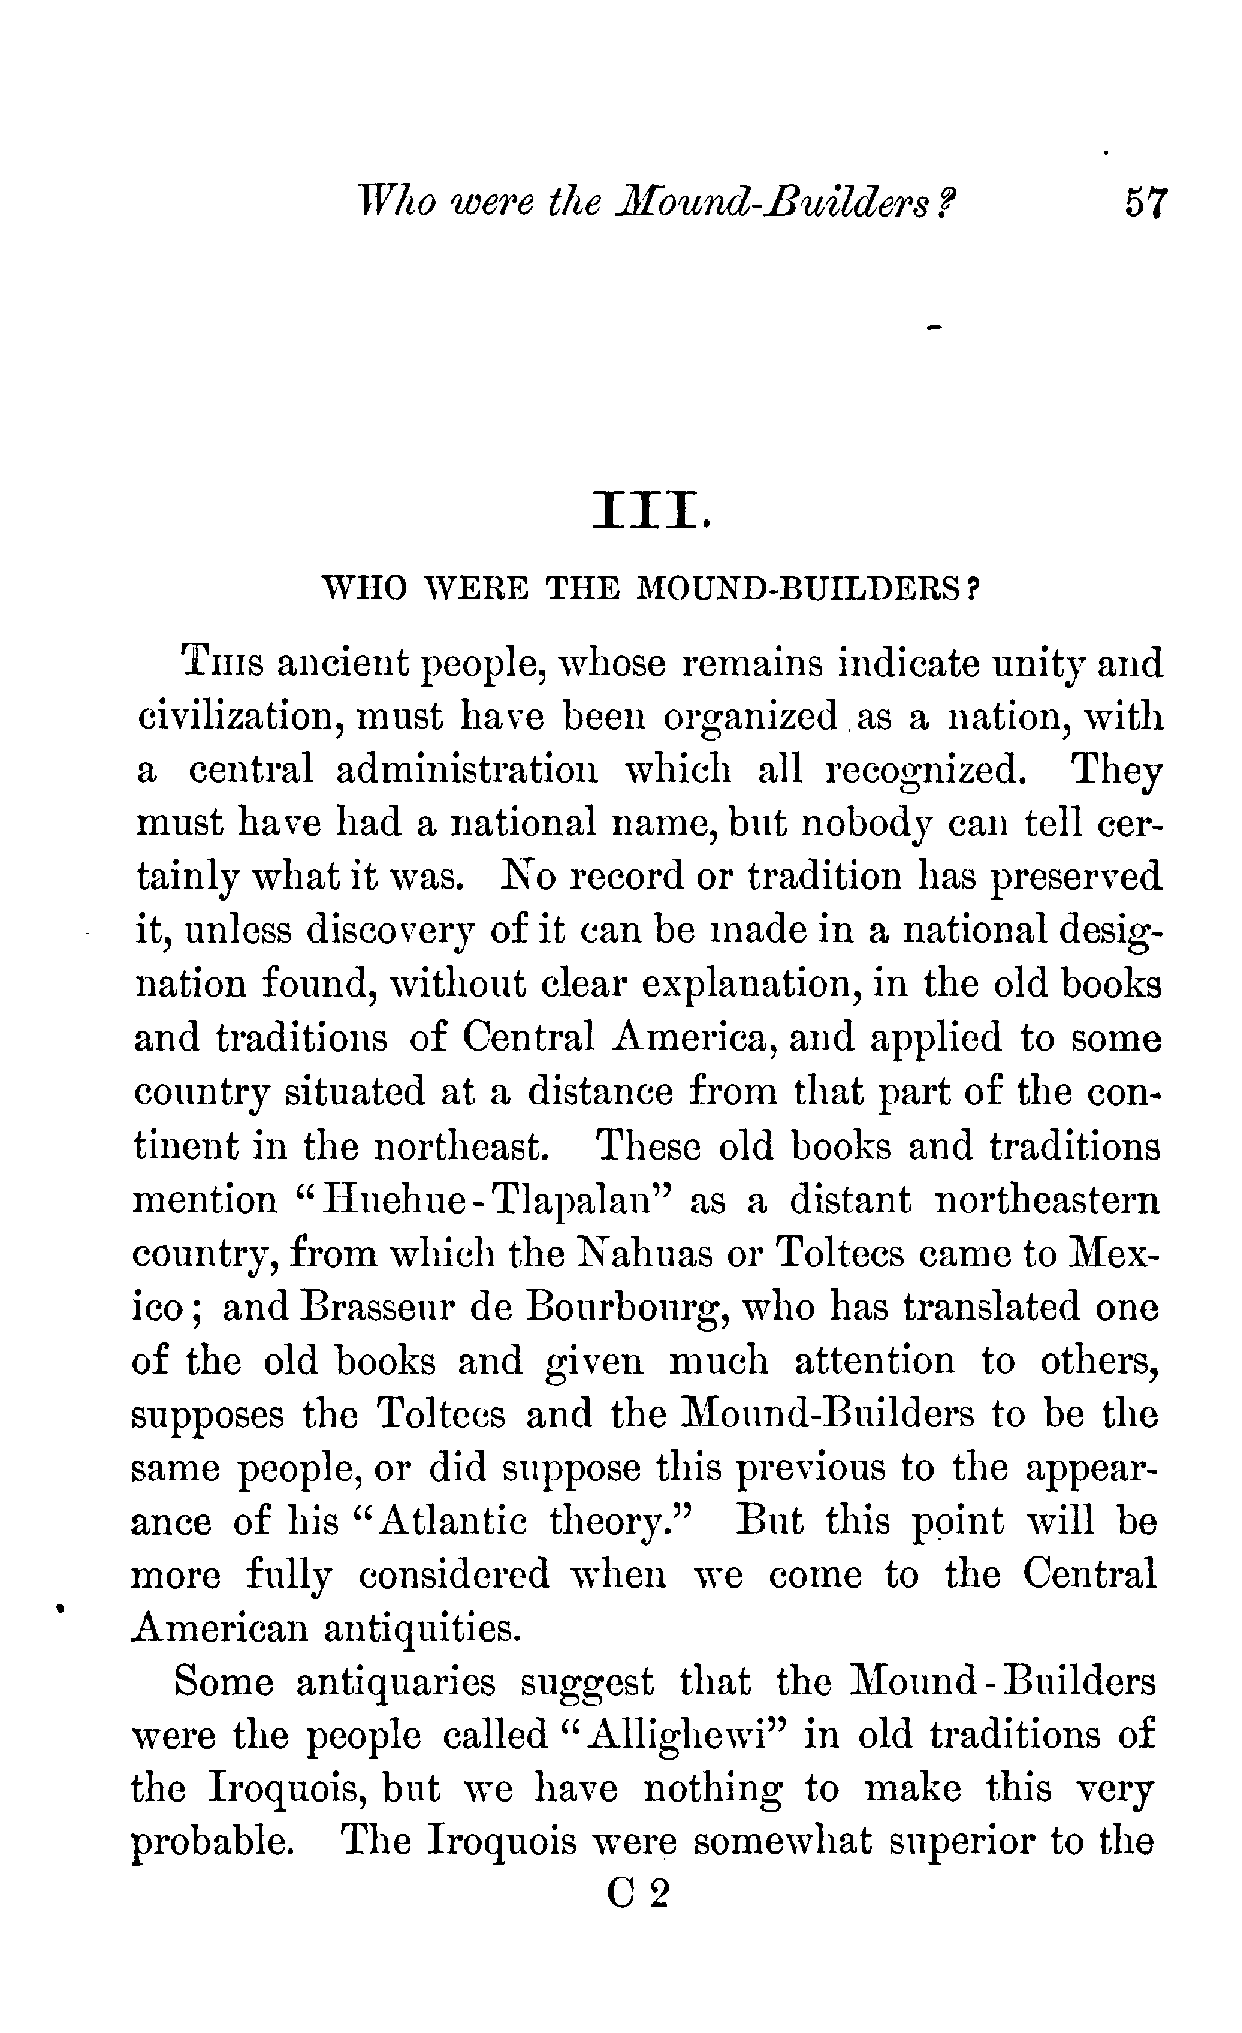 Who were the Mound-Builders? 57
III.
WHO WERE THE MOUND-BUILDERS?
THIS ancient people, whose remains indicate unity and
civilization, must have been organized as a nation, with
a central administration which all recognized. They
must have had a national name, but nobody can tell cer-
tainly what it was. No record or tradition has preserved
it, unless discovery of it can be made in a national desig-
nation found, without clear explanation, in the old books
and traditions of Central America, and applied to some
country situated at a distance from that part of the con-
tinent in the northeast. These old books and traditions
mention "Huehue-Tlapalan" as a distant northeastern
country, from which the Nahuas or Toltecs came to Mex-
ico; and Brasseur de Bourbourg, who has translated one
of the old books and given much attention to others,
supposes the Toltecs and the Mound-Builders to be the
same people, or did suppose this previous to the appear-
ance of his "Atlantic theory." But this point will be
more fully considered when we come to the Central
American antiquities.
Some antiquaries suggest that the Mound-Builders
were the people called "Allighewi" in old traditions of
the Iroquois, but we have nothing to make this very
probable. The Iroquois were somewhat superior to the
C 2